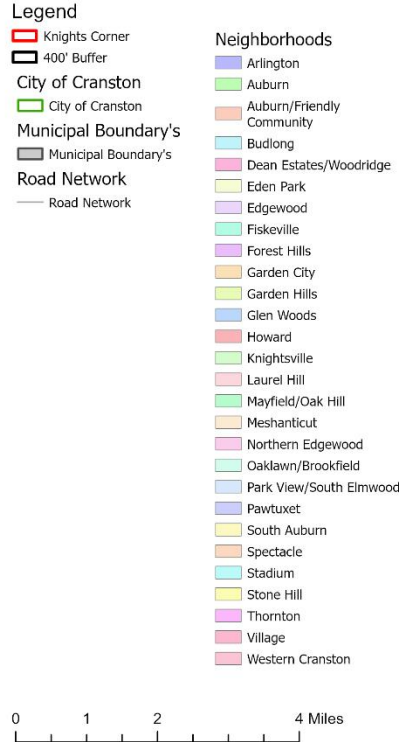 Legend
Knights Corner
400' Buffer
City of Cranston
City of Cranston
Municipal Boundary's
Municipal Boundary's
Road Network
Road Network
Neighborhoods
Arlington
Auburn
Auburn/Friendly
Community
Budlong
Dean Estates/Woodridge
Eden Park
Edgewood
Fiskeville
Forest Hills
Garden City
Garden Hills
Glen Woods
Howard
Knightsville
Laurel Hill
Mayfield/Oak Hill
Meshanticut
Northern Edgewood
Oaklawn/Brookfield
Park View/South Elmwood
Pawtuxet
South Auburn
Spectacle
Stadium
Stone Hill
Thornton
Village
Western Cranston
0 1 2 4 Miles